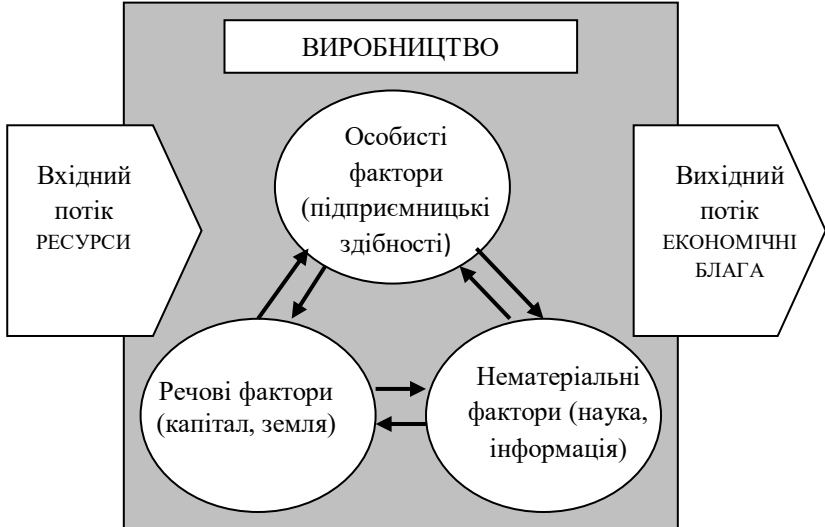 ВИРОБНИЦТВО
Особисті
фактори
(підприємницькі
здібності)
Вхідний
потік
РЕСУРСИ
Вихідний
потік
ЕКОНОМІЧНІ
БЛАГА
Речові фактори
(капітал, земля)
Нематеріальні
фактори (наука,
інформація)